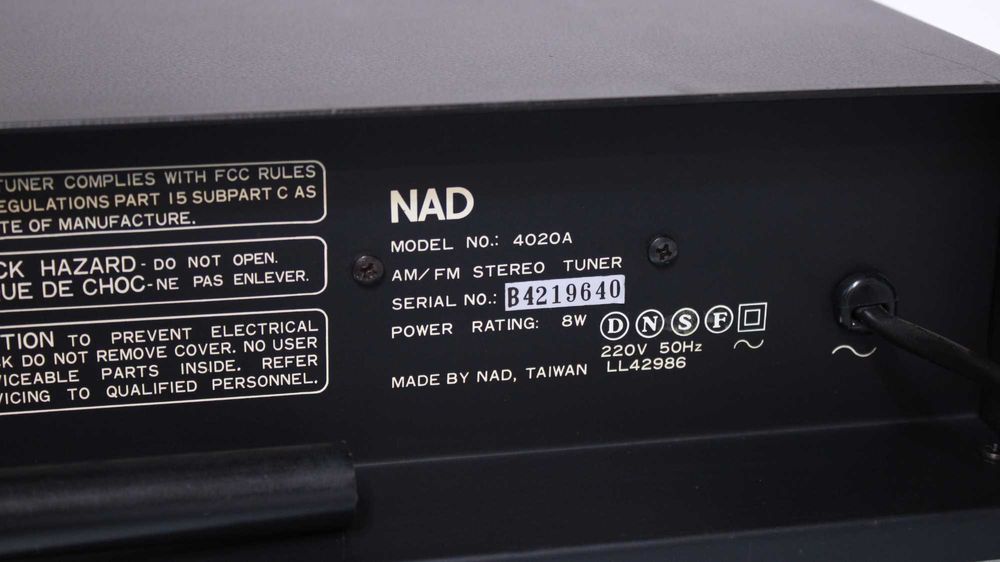 TUNER COMPLIES WITH FCC RULES
REGULATIONS PART 15 SUBPART C AS
TE OF MANUFACTURE.
CK HAZARD - DO NOT OPEN.
UE DE CHOC-NE PAS ENLEVER.
TION TO PREVENT ELECTRICAL
CK DO NOT REMOVE COVER. NO USER
VICEABLE PARTS INSIDE. REFER
VICING TO QUALIFIED PERSONNEL.
NAD
MODEL NO.: 4020A
AM/FM STEREO TUNER
SERIAL NO.: B4219640
POWER RATING: 8W D N S F
220V 50Hz
LL42986
MADE BY NAD, TAIWAN